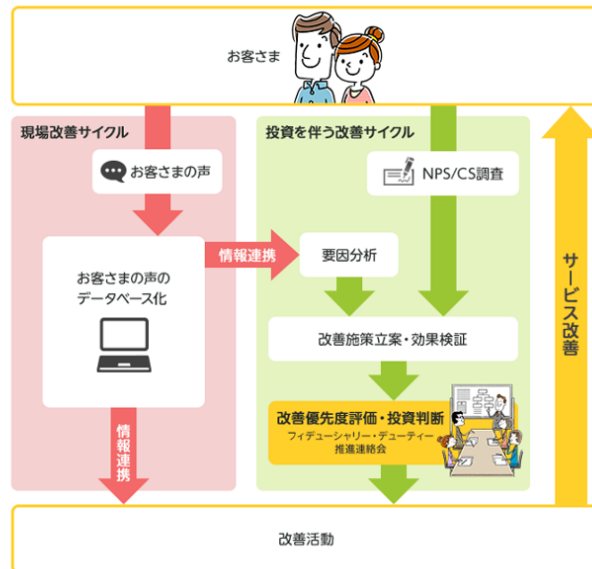 お客さま
現場改善サイクル
お客さまの声
お客さまの声の
データベース化
情報連携
情報連携
投資を伴う改善サイクル
NPS/CS調査
要因分析
改善施策立案・効果検証
改善優先度評価・投資判断
フィデューシャリー・デューティー
推進連絡会
サービス改善
改善活動